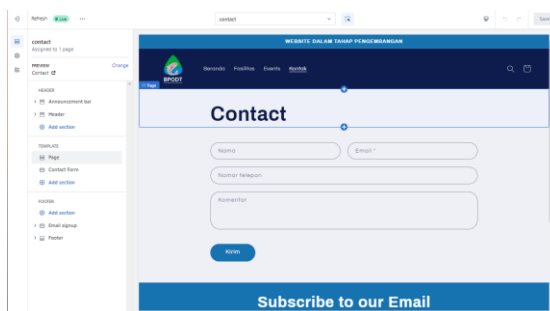 Refresh Live ...
contact
Save
contact
Assigned to 1 page
PREVIEW
Change
Contact
HEADER
Announcement bar
Header
Add section
TEMPLATE
Page
Contact Form
Add section
FOOTER
Add section
Email signup
Footer
WEBSITE DALAM TAHAP PENGEMBANGAN
BPODT
Beranda Fasilitas Events Kontak
Page
Contact
Nama
Email *
Nomor telepon
Komentar
Kirim
Subscribe to our Email